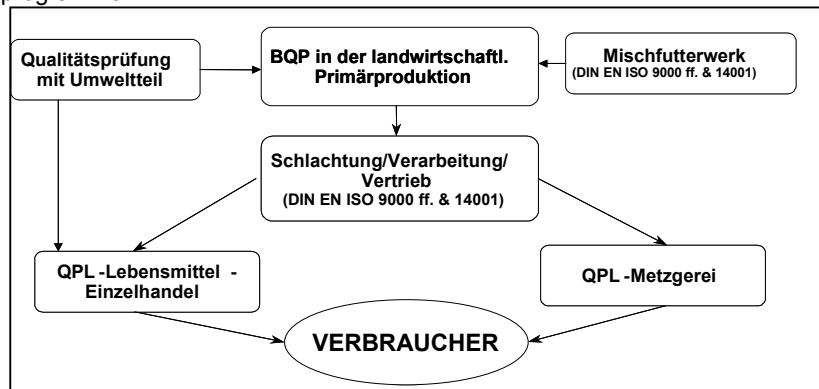 Qualitätsprüfung
mit Umweltteil
BQP in der landwirtschaftl.
Primärproduktion
Mischfutterwerk
(DIN EN ISO 9000 ff. & 14001)
Schlachtung/Verarbeitung/
Vertrieb
(DIN EN ISO 9000 ff. & 14001)
QPL -Lebensmittel -
Einzelhandel
QPL -Metzgerei
VERBRAUCHER